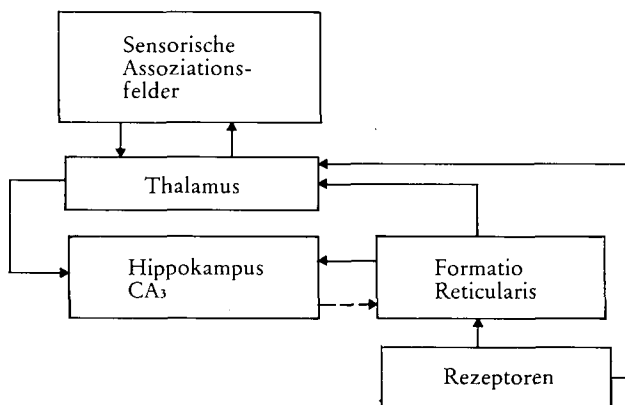 Sensorische
Assoziations-
felder
Thalamus
Hippokampus
CA3
Formatio
Reticularis
Rezeptoren